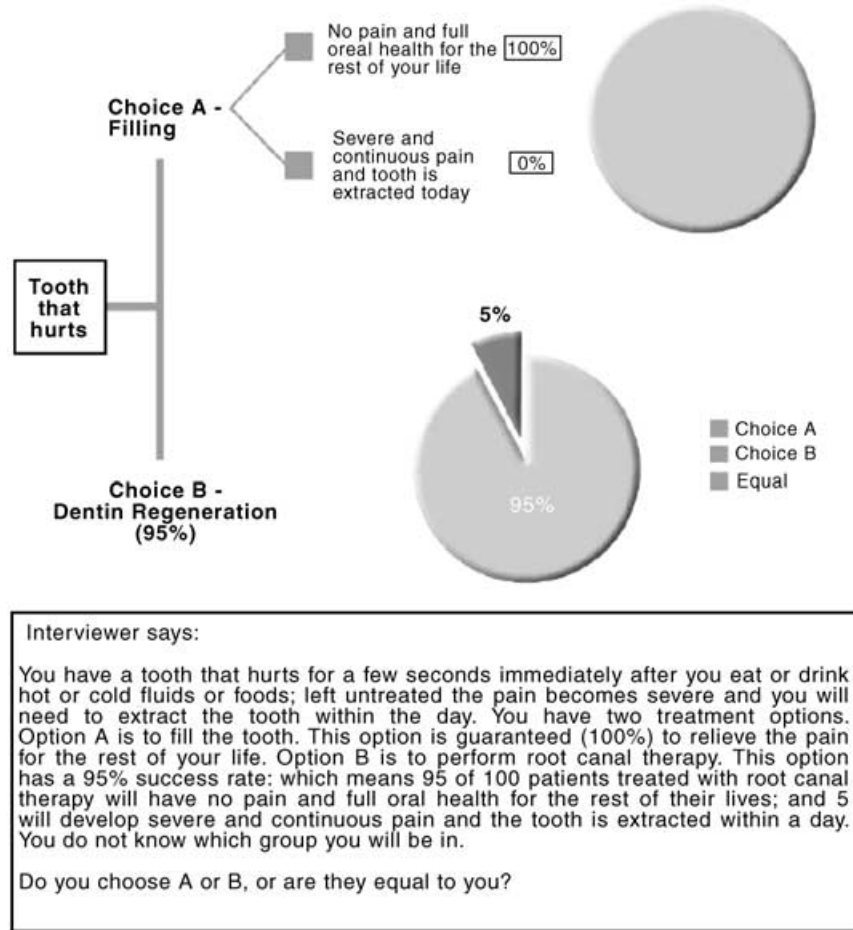 No pain and full
oreal health for the
rest of your life
100%
Choice A -
Filling
Severe and
continuous pain
and tooth is
extracted today
0%
Tooth
that
hurts
5%
95%
Choice A
Choice B
Equal
Choice B -
Dentin Regeneration
(95%)
Interviewer says:
You have a tooth that hurts for a few seconds immediately after you eat or drink
hot or cold fluids or foods; left untreated the pain becomes severe and you will
need to extract the tooth within the day. You have two treatment options.
Option A is to fill the tooth. This option is guaranteed (100%) to relieve the pain
for the rest of your life. Option B is to perform root canal therapy. This option
has a 95% success rate: which means 95 of 100 patients treated with root canal
therapy will have no pain and full oral health for the rest of their lives; and 5
will develop severe and continuous pain and the tooth is extracted within a day.
You do not know which group you will be in.
Do you choose A or B, or are they equal to you?